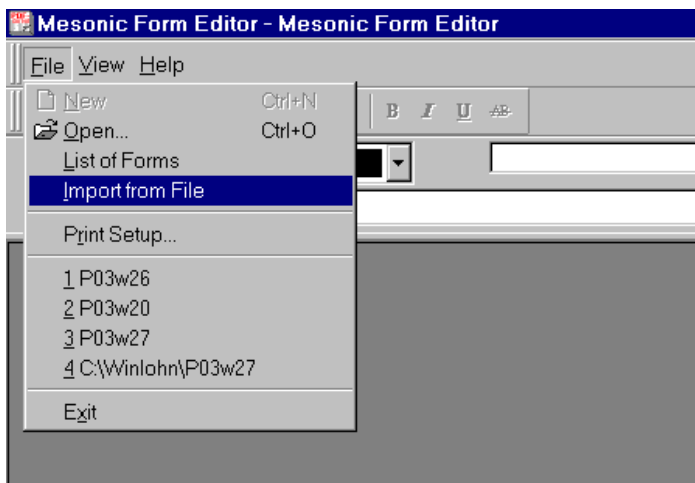 Mesonic Form Editor - Mesonic Form Editor
File View Help
New Ctrl+N
B I U AB
Open... Ctrl+O
List of Forms
Import from File
Print Setup...
1 P03w26
2 P03w20
3 P03w27
4 C:\Winlohn\P03w27
Exit